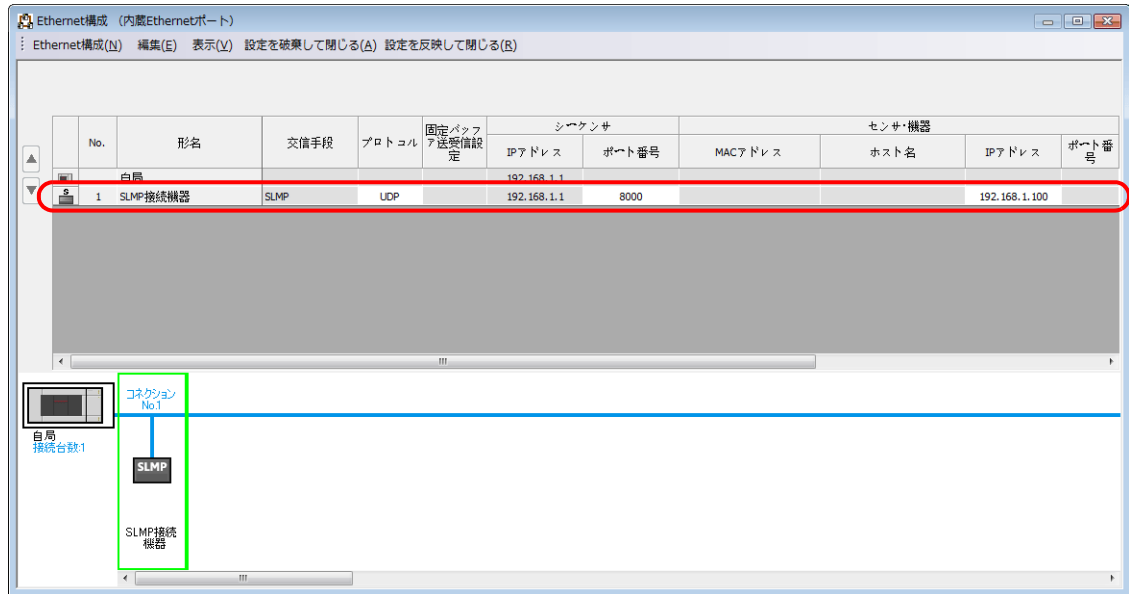 Ethernet構成 （内蔵Ethernetポート）
Ethernet構成(N) 編集(E) 表示(V) 設定を破棄して閉じる(A) 設定を反映して閉じる(R)
シーケンサ センサ・機器
No. 形名 交信手段 プロトコル 固定バッファ送受信設定 IPアドレス ポート番号 MACアドレス ホスト名 IPアドレス ポート番号
自局 192.168.1.1
S 1 SLMP接続機器 SLMP UDP 192.168.1.1 8000 192.168.1.100
コネクション
No.1
自局
接続台数:1
SLMP
SLMP接続
機器